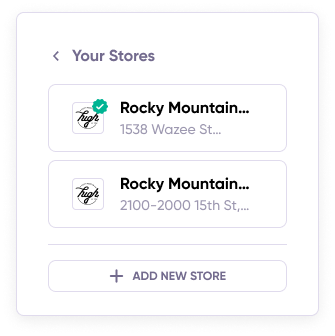 Your Stores
Rocky Mountain...
high
1538 Wazee St...
Rocky Mountain...
high
2100-2000 15th St,...
ADD NEW STORE